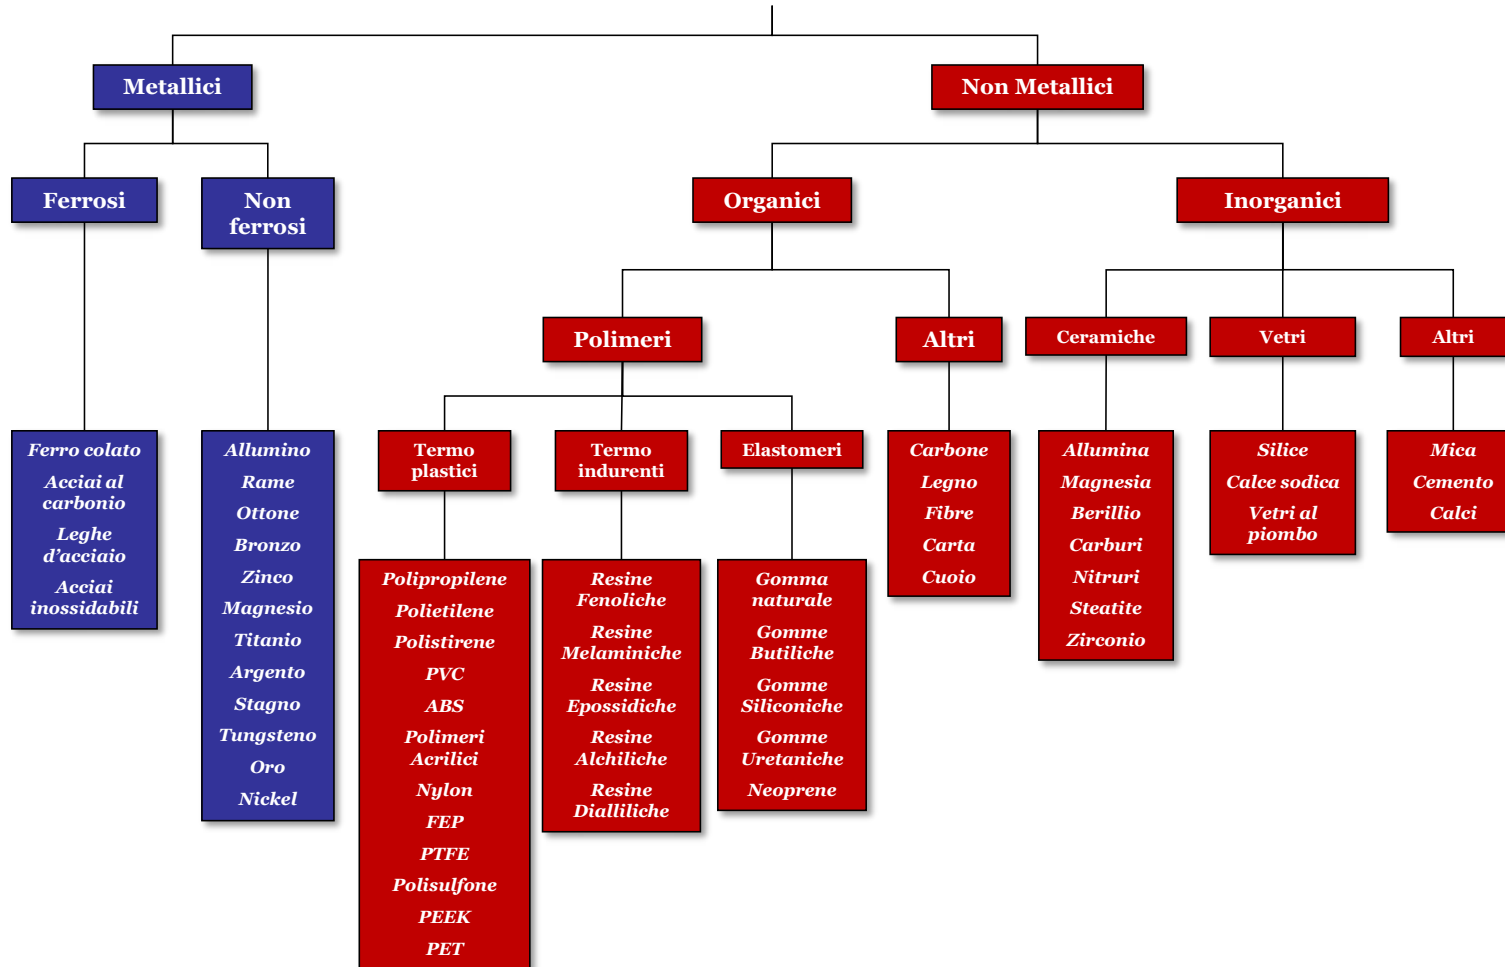 Metallici
Non Metallici
Ferrosi
Non
ferrosi
Organici
Inorganici
Polimeri
Altri
Ceramiche
Vetri
Altri
Ferro colato
Acciai al
carbonio
Leghe
d'acciaio
Acciai
inossidabili
Allumino
Rame
Ottone
Bronzo
Zinco
Magnesio
Titanio
Argento
Stagno
Tungsteno
Oro
Nickel
Termo
plastici
Termo
indurenti
Elastomeri
Polipropilene
Polietilene
Polistirene
PVC
ABS
Polimeri
Acrilici
Nylon
FEP
PTFE
Polisulfone
PEEK
PET
Resine
Fenoliche
Resine
Melaminiche
Resine
Epossidiche
Resine
Alchiliche
Resine
Dialliliche
Gomma
naturale
Gomme
Butiliche
Gomme
Siliconiche
Gomme
Uretaniche
Neoprene
Carbone
Legno
Fibre
Carta
Cuoio
Allumina
Magnesia
Berillio
Carburi
Nitruri
Steatite
Zirconio
Silice
Calce sodica
Vetri al
piombo
Mica
Cemento
Calci